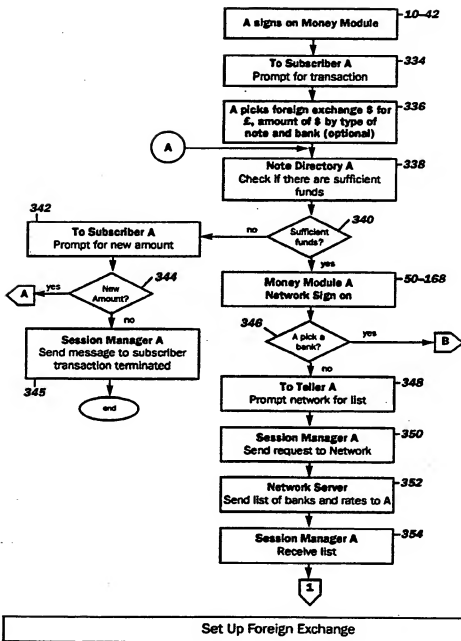 A signs on Money Module
10–42
To Subscriber A
Prompt for transaction
334
A picks foreign exchange $ for
£, amount of $ by type of
note and bank (optional)
336
A
Note Directory A
Check if there are sufficient
funds
338
342
To Subscriber A
Prompt for new amount
no
Sufficient
funds?
340
yes
A
yes
New
Amount?
344
no
Money Module A
Network Sign on
50–168
Session Manager A
Send message to subscriber
transaction terminated
345
346
A pick a
bank?
yes
B
no
end
To Teller A
Prompt network for list
348
Session Manager A
Send request to Network
350
Network Server
Send list of banks and rates to A
352
Session Manager A
Receive list
354
1
Set Up Foreign Exchange